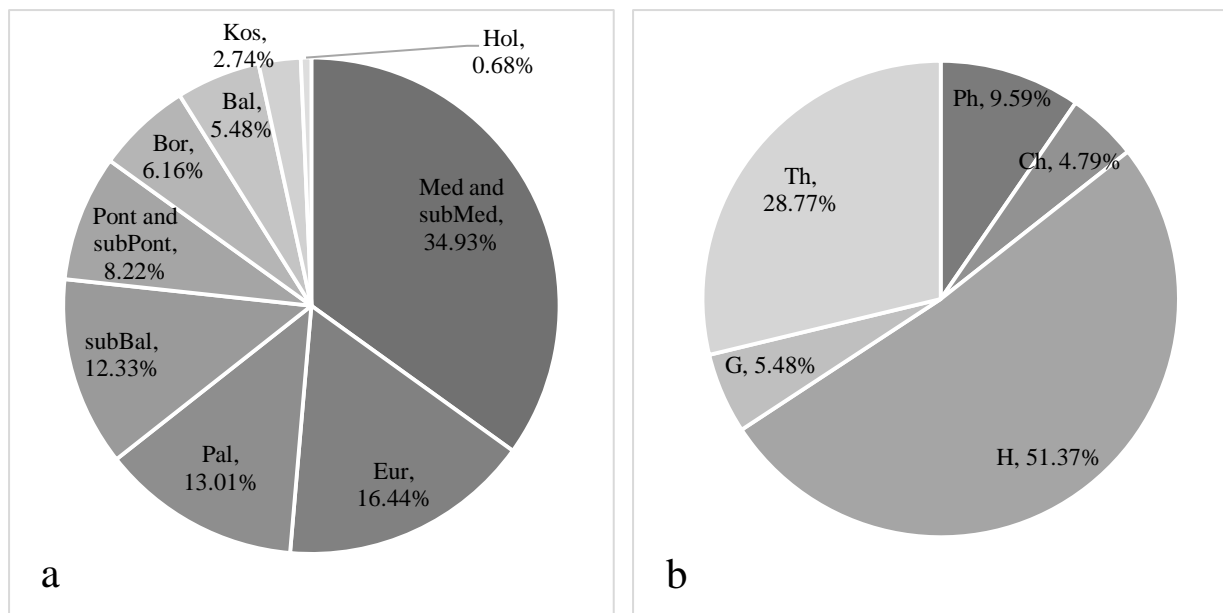 Kos,
2.74%
Hol,
0.68%
Bal,
5.48%
Bor,
6.16%
Pont and
subPont,
8.22%
subBal,
12.33%
Pal,
13.01%
Eur,
16.44%
Med and
subMed,
34.93%
a
Ph, 9.59%
Ch, 4.79%
Th,
28.77%
G, 5.48%
H, 51.37%
b